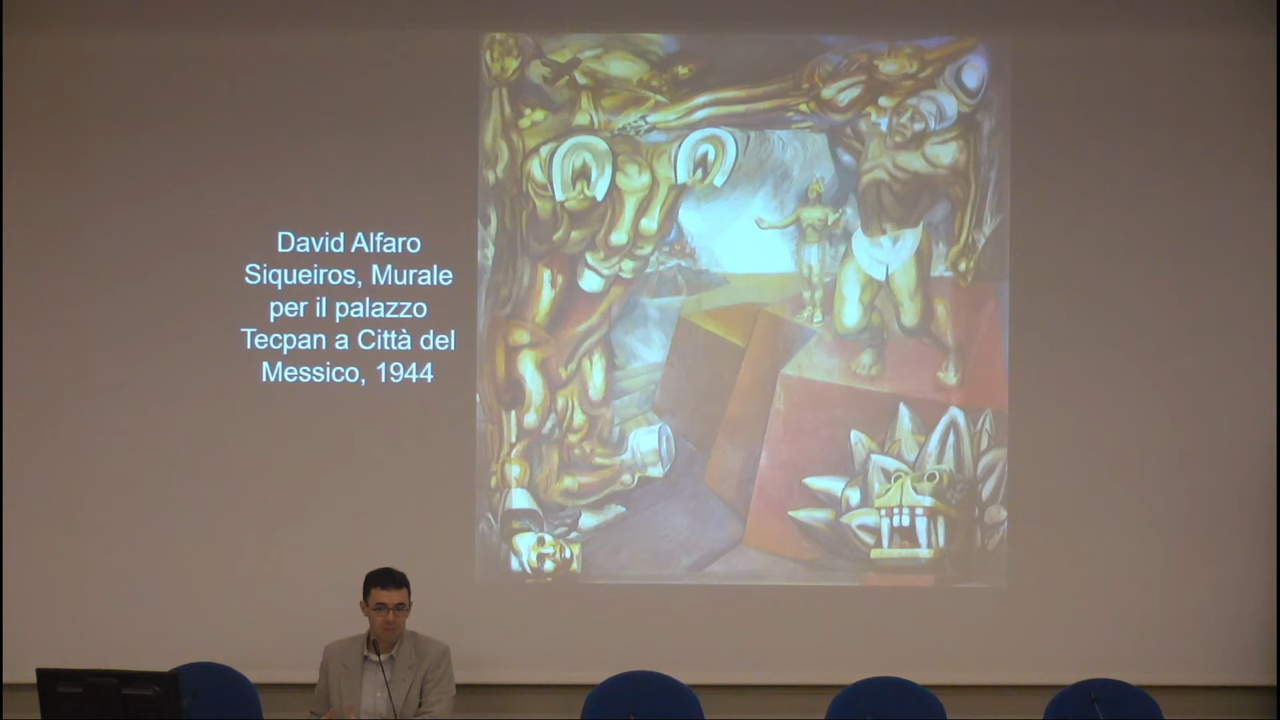 David Alfaro
Siqueiros, Murale
per il palazzo
Tecpan a Città del
Messico, 1944